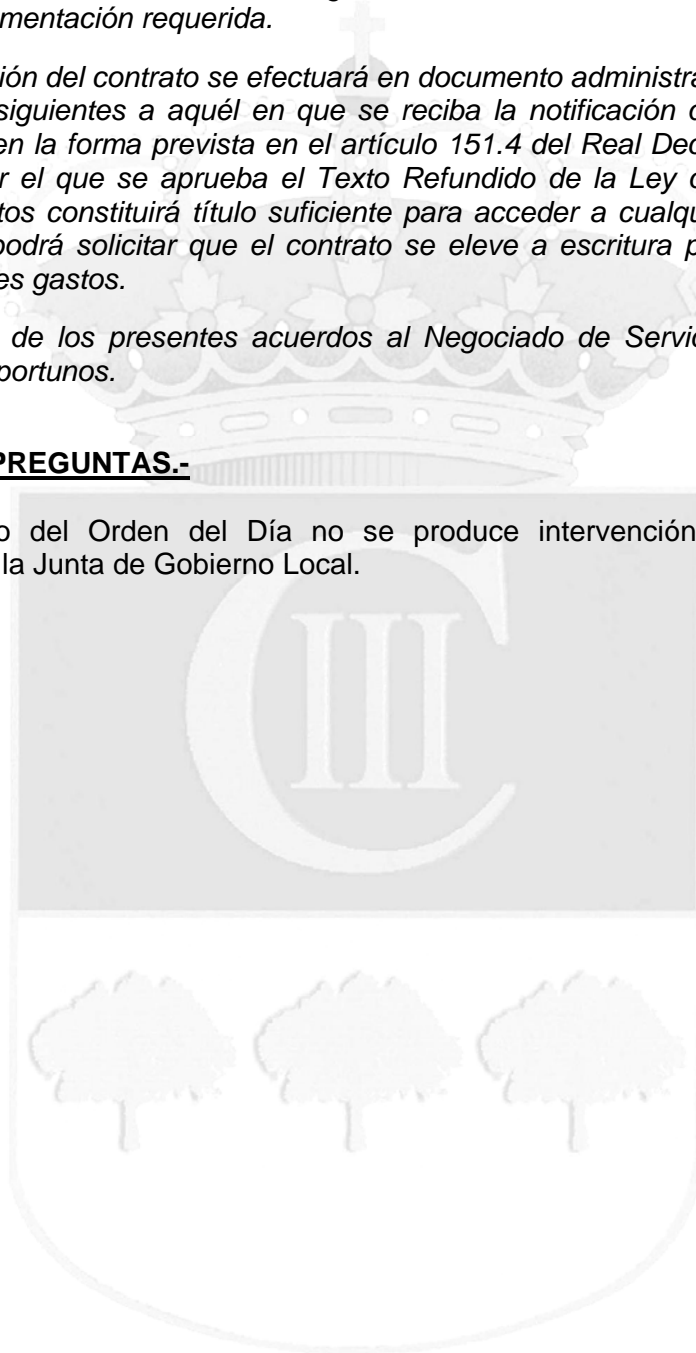 mentación requerida.
ión del contrato se efectuará en documento administra
siguientes a aquél en que se reciba la notificación
en la forma prevista en el artículo 151.4 del Real Dec
r el que se aprueba el Texto Refundido de la Ley
tos constituirá título suficiente para acceder a cualqu
podrá solicitar que el contrato se eleve a escritura p
es gastos.
de los presentes acuerdos al Negociado de Servic
portunos.
PREGUNTAS.-
o del Orden del Día no se produce intervención
la Junta de Gobierno Local.
C III